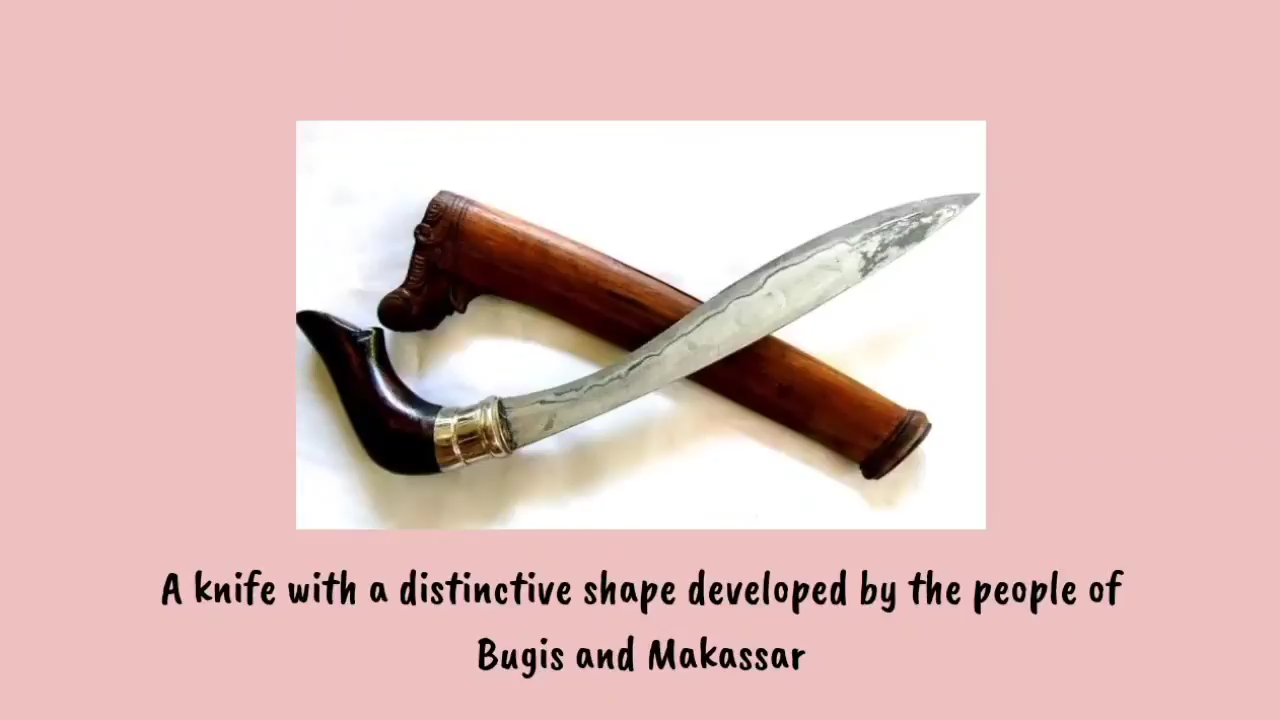 A knife with a distinctive shape developed by the people of
Bugis and Makassar